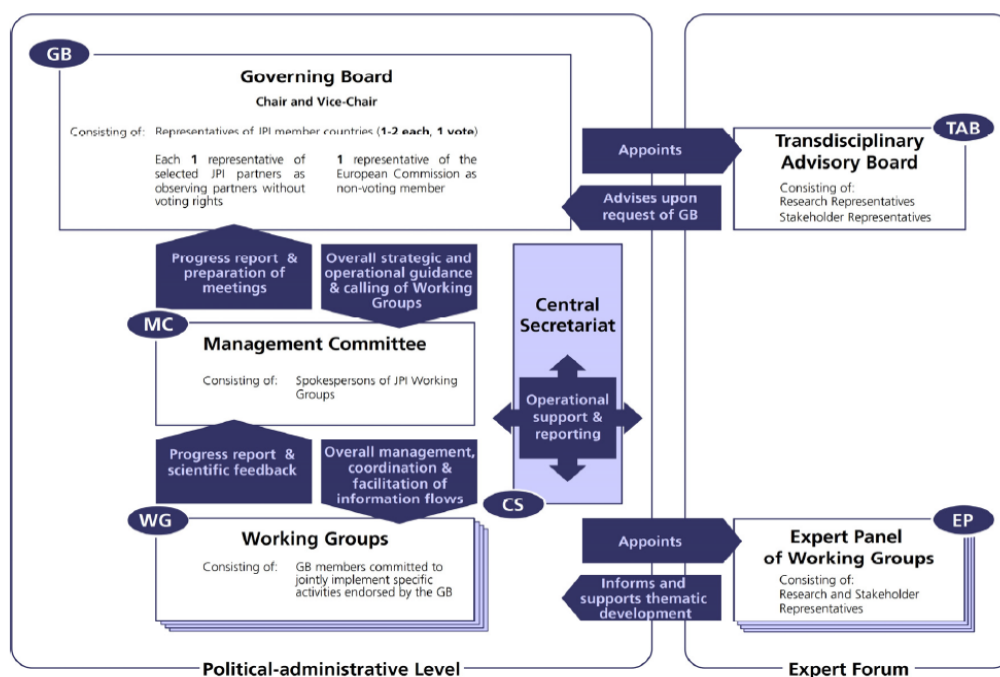 GB
Governing Board
Chair and Vice-Chair
Consisting of: Representatives of JPI member countries (1-2 each, 1 vote)
Each 1 representative of
selected JPI partners as
observing partners without
voting rights
1 representative of the
European Commission as
non-voting member
Appoints
Advises upon
request of GB
TAB
Transdisciplinary
Advisory Board
Consisting of:
Research Representatives
Stakeholder Representatives
Progress report &
preparation of
meetings
Overall strategic and
operational guidance
& calling of Working
Groups
Central
Secretariat
Operational
support &
reporting
CS
MC
Management Committee
Consisting of: Spokespersons of JPI Working
Groups
Progress report &
scientific feedback
Overall management,
coordination &
facilitation of
information flows
WG
Working Groups
Consisting of: GB members committed to
jointly implement specific
activities endorsed by the GB
Appoints
Informs and
supports thematic
development
EP
Expert Panel
of Working Groups
Consisting of:
Research and Stakeholder
Representatives
Political-administrative Level
Expert Forum